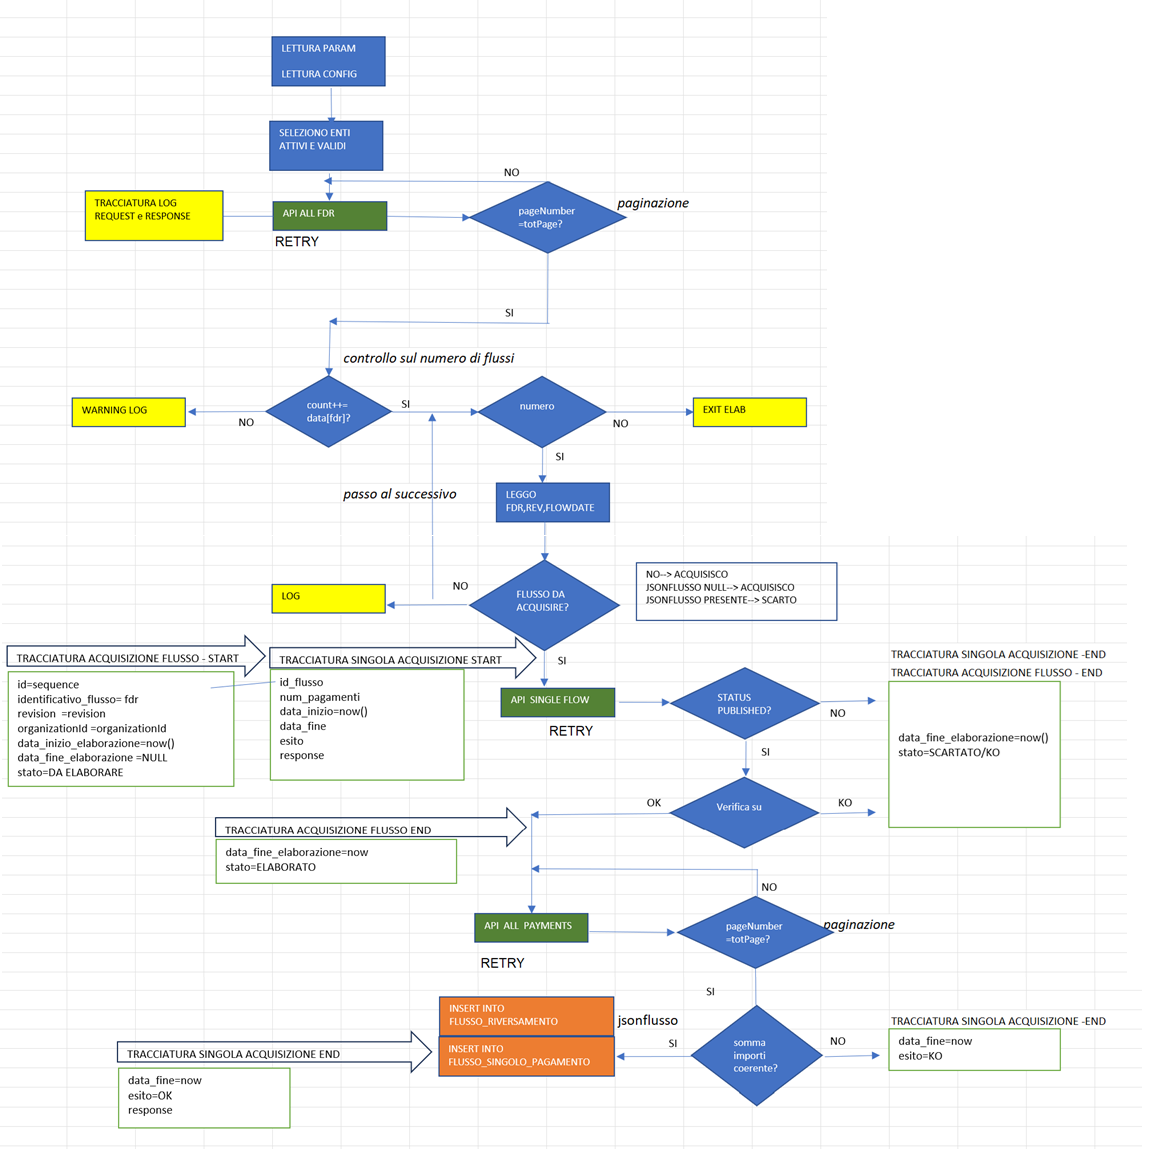 LETTURA PARAM
LETTURA CONFIG
SELEZIONO ENTI
ATTIVI E VALIDI
NO
TRACCIATURA LOG
REQUEST e RESPONSE
API ALL FDR
RETRY
pageNumber
=totPage?
paginazione
SI
controllo sul numero di flussi
WARNING LOG
NO
count++=
data[fdr]?
SI
numero
NO
EXIT ELAB
SI
passo al successivo
LEGGO
FDR,REV,FLOWDATE
LOG
NO
FLUSSO DA
ACQUISIRE?
NO--> ACQUISISCO
JSONFLUSSO NULL--> ACQUISISCO
JSONFLUSSO PRESENTE--> SCARTO
SI
TRACCIATURA ACQUISIZIONE FLUSSO - START
id=sequence
identificativo_flusso= fdr
revision =revision
organizationId =organizationId
data_inizio_elaborazione=now()
data_fine_elaborazione =NULL
stato=DA ELABORARE
TRACCIATURA SINGOLA ACQUISIZIONE START
id_flusso
num_pagamenti
data_inizio=now()
data_fine
esito
response
API SINGLE FLOW
RETRY
STATUS
PUBLISHED?
NO
SI
TRACCIATURA SINGOLA ACQUISIZIONE -END
TRACCIATURA ACQUISIZIONE FLUSSO - END
data_fine_elaborazione=now()
stato=SCARTATO/KO
OK
Verifica su
KO
TRACCIATURA ACQUISIZIONE FLUSSO END
data_fine_elaborazione=now
stato=ELABORATO
NO
API ALL PAYMENTS
RETRY
pageNumber
=totPage?
paginazione
SI
INSERT INTO
FLUSSO_RIVERSAMENTO
jsonflusso
INSERT INTO
FLUSSO_SINGOLO_PAGAMENTO
SI
somma
importi
coerente?
NO
TRACCIATURA SINGOLA ACQUISIZIONE -END
data_fine=now
esito=KO
TRACCIATURA SINGOLA ACQUISIZIONE END
data_fine=now
esito=OK
response